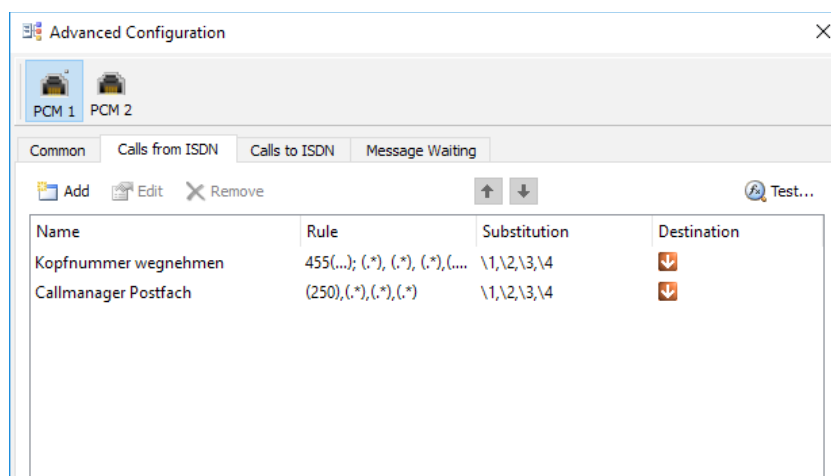 Advanced Configuration
PCM 1 PCM 2
Common Calls from ISDN Calls to ISDN Message Waiting
Add Edit Remove Test...
Name Rule Substitution Destination
Kopfnummer wegnehmen 455(...); (.*), (.*), (.*),(.... \1,\2,\3,\4
Callmanager Postfach (250),(.*),(.*),(.*) \1,\2,\3,\4